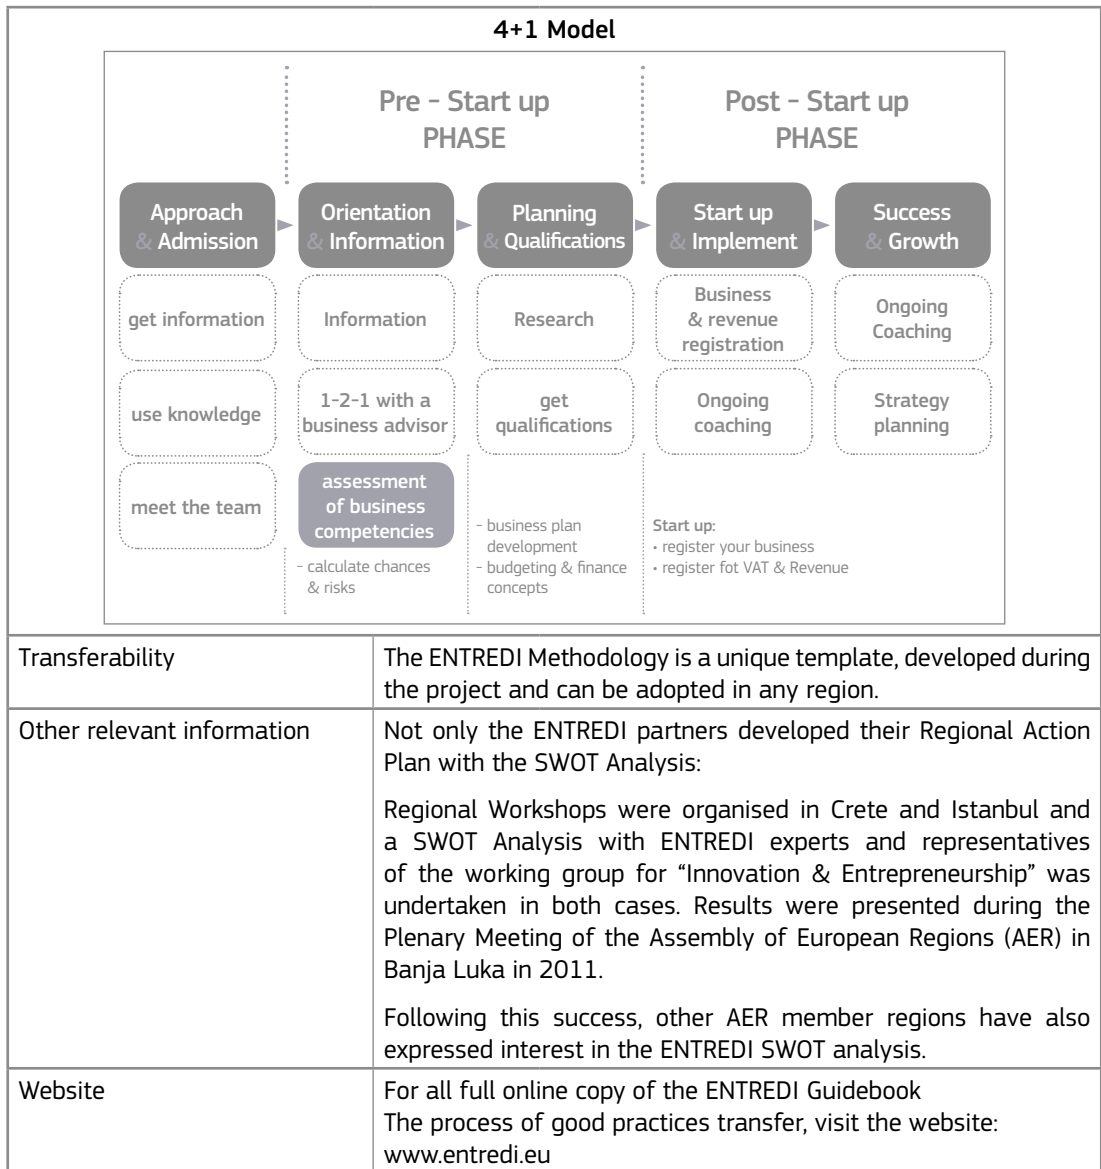 4+1 Model
Pre - Start up
PHASE
Post - Start up
PHASE
Approach
& Admission
Orientation
& Information
Planning
& Qualifications
Start up
& Implement
Success
& Growth
get information
use knowledge
meet the team
Information
1-2-1 with a
business advisor
assessment
of business
competencies
- calculate chances
& risks
Research
get
qualifications
- business plan
development
- budgeting & finance
concepts
Business
& revenue
registration
Ongoing
coaching
Start up:
• register your business
• register fot VAT & Revenue
Ongoing
Coaching
Strategy
planning
Transferability
The ENTREDI Methodology is a unique template, developed during
the project and can be adopted in any region.
Other relevant information
Not only the ENTREDI partners developed their Regional Action
Plan with the SWOT Analysis:
Regional Workshops were organised in Crete and Istanbul and
a SWOT Analysis with ENTREDI experts and representatives
of the working group for “Innovation & Entrepreneurship” was
undertaken in both cases. Results were presented during the
Plenary Meeting of the Assembly of European Regions (AER) in
Banja Luka in 2011.
Following this success, other AER member regions have also
expressed interest in the ENTREDI SWOT analysis.
Website
For all full online copy of the ENTREDI Guidebook
The process of good practices transfer, visit the website:
www.entredi.eu